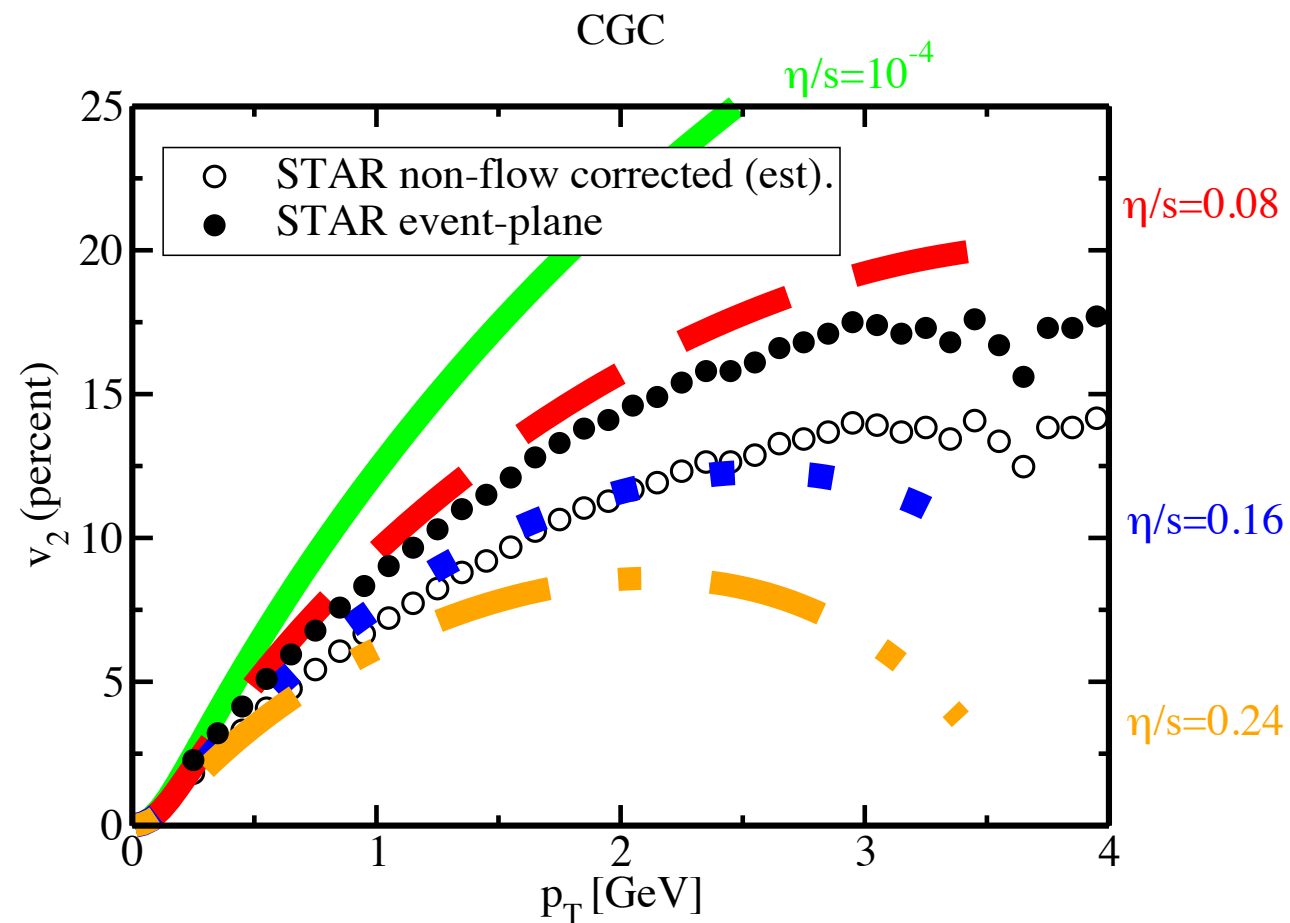 CGC
η/s=10⁻⁴
25
20
15
10
5
0
v₂ (percent)
STAR non-flow corrected (est).
STAR event-plane
η/s=0.08
η/s=0.16
η/s=0.24
0 1 2 3 4
p_T [GeV]